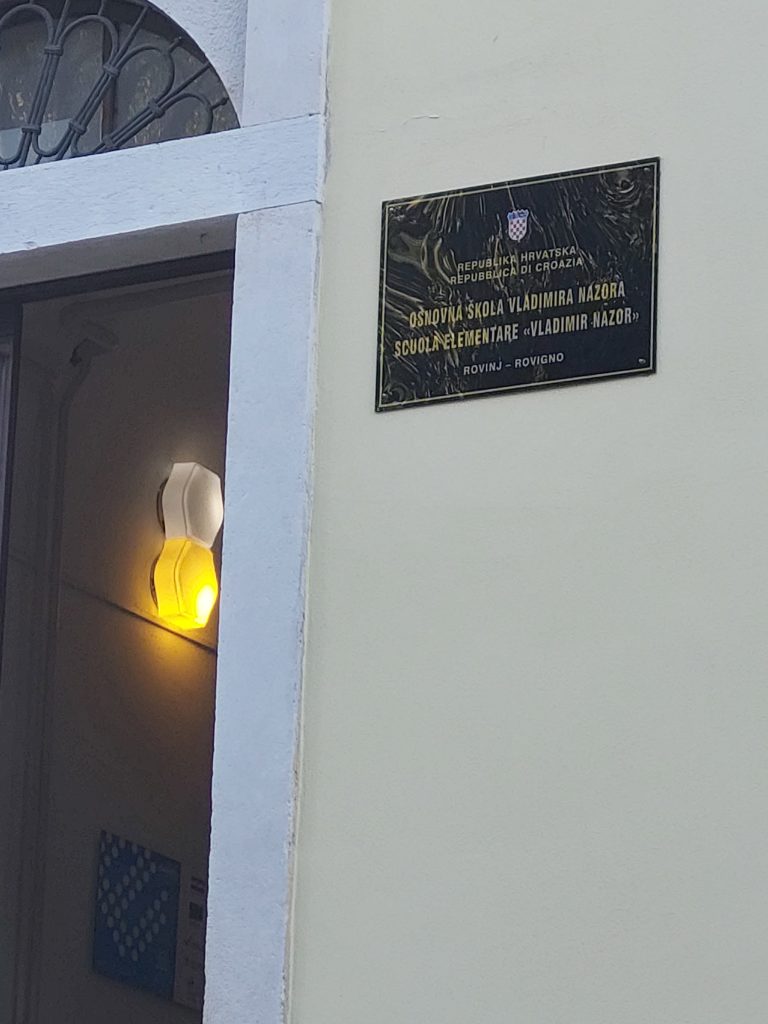 REPUBLIKA HRVATSKA
REPUBBLICA DI CROAZIA
OSNOVNA ŠKOLA VLADIMIRA NAZORA
SCUOLA ELEMENTARE «VLADIMIR NAZOR»
ROVINJ – ROVIGNO